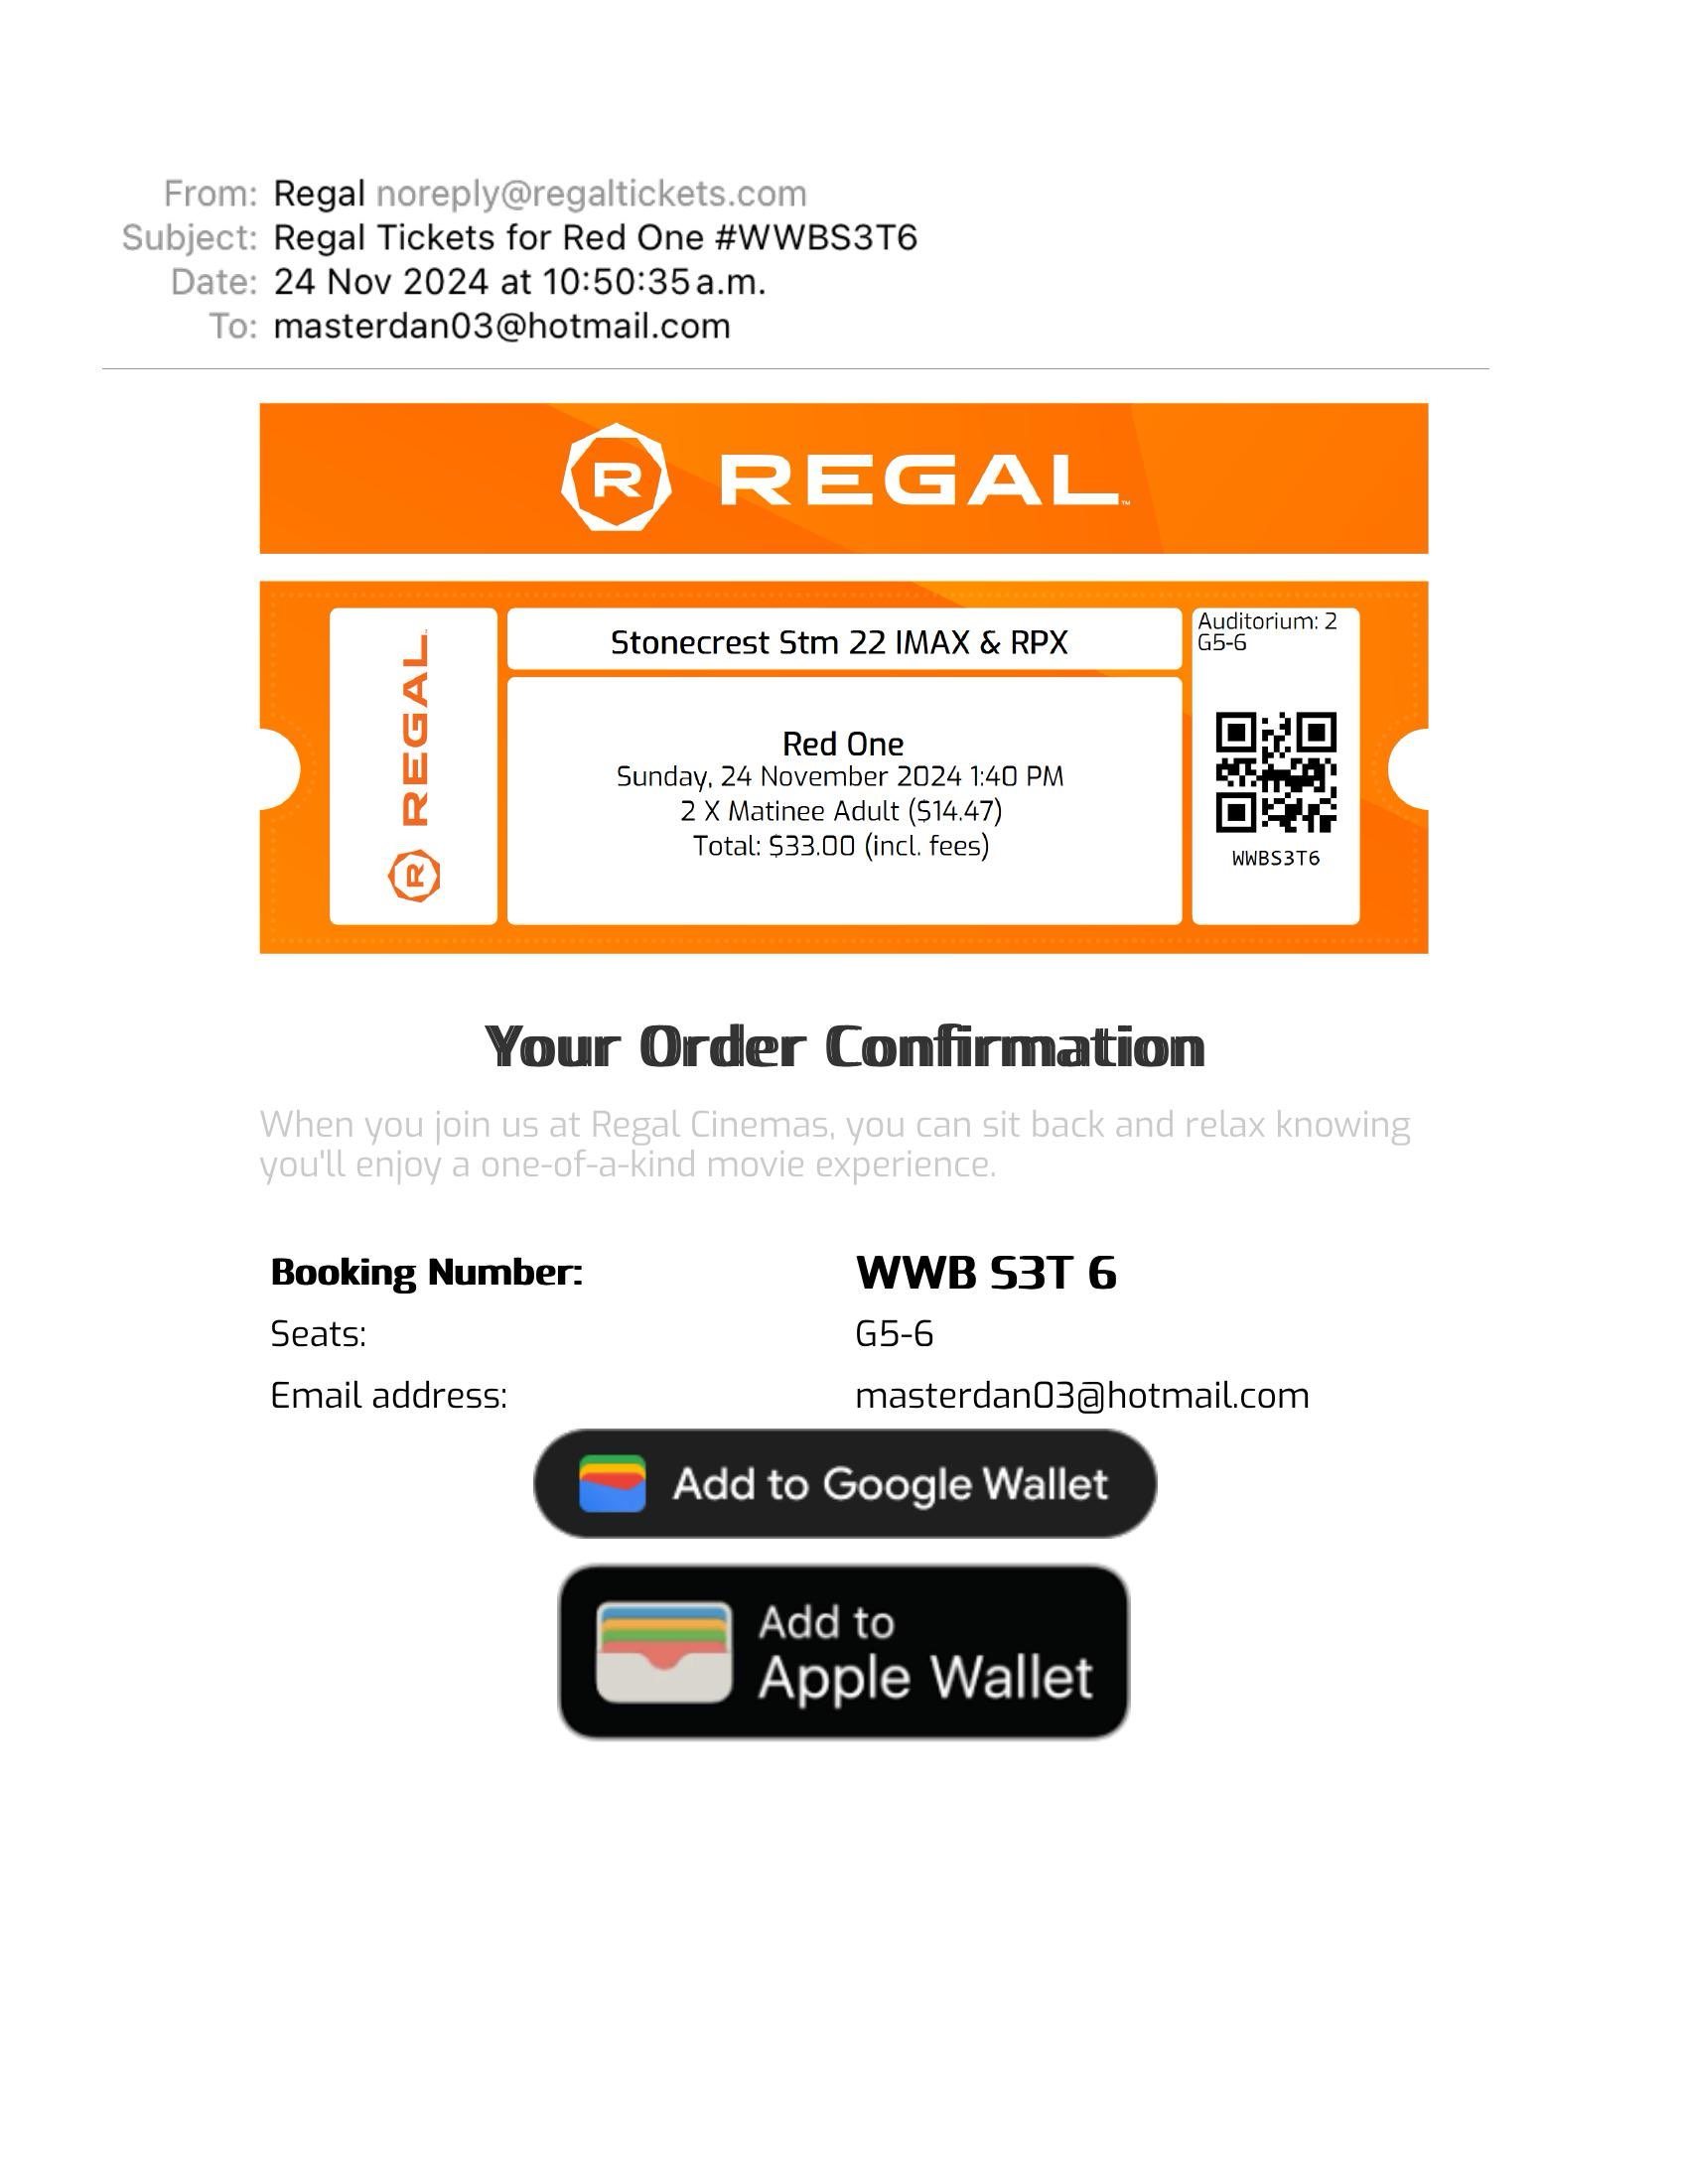 From: Regal noreply@regaltickets.com
Subject: Regal Tickets for Red One #WWBS3T6
Date: 24 Nov 2024 at 10:50:35 a.m.
To: masterdan03@hotmail.com
R REGAL™
R REGAL
Stonecrest Stm 22 IMAX & RPX
Red One
Sunday, 24 November 2024 1:40 PM
2 X Matinee Adult ($14.47)
Total: $33.00 (incl. fees)
Auditorium: 2
G5-6
WWBS3T6
Your Order Confirmation
When you join us at Regal Cinemas, you can sit back and relax knowing
you'll enjoy a one-of-a-kind movie experience.
Booking Number: WWB S3T 6
Seats: G5-6
Email address: masterdan03@hotmail.com
Add to Google Wallet
Add to
Apple Wallet